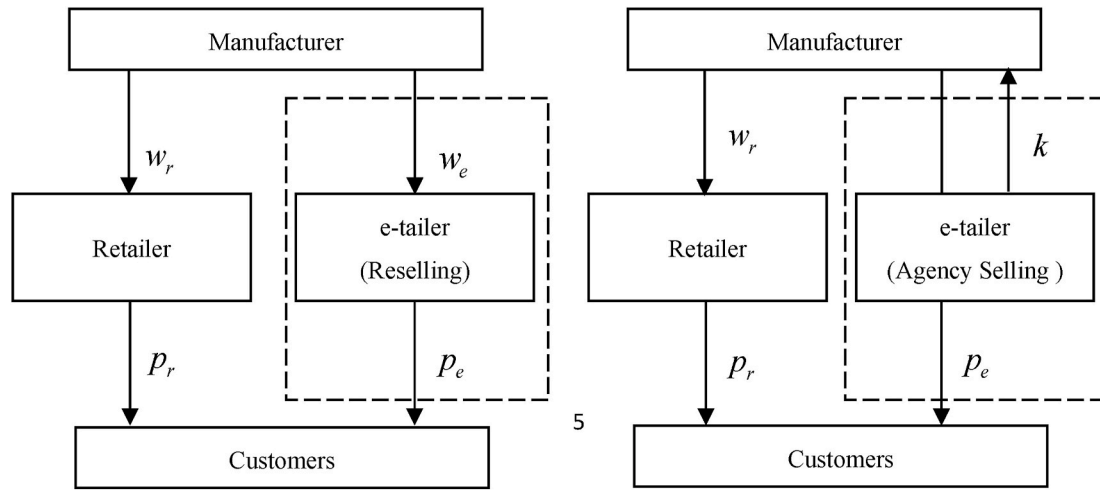 Manufacturer
w_r
w_e
Retailer
e-tailer
(Reselling)
p_r
p_e
Customers
5
Manufacturer
w_r
k
Retailer
e-tailer
(Agency Selling )
p_r
p_e
Customers